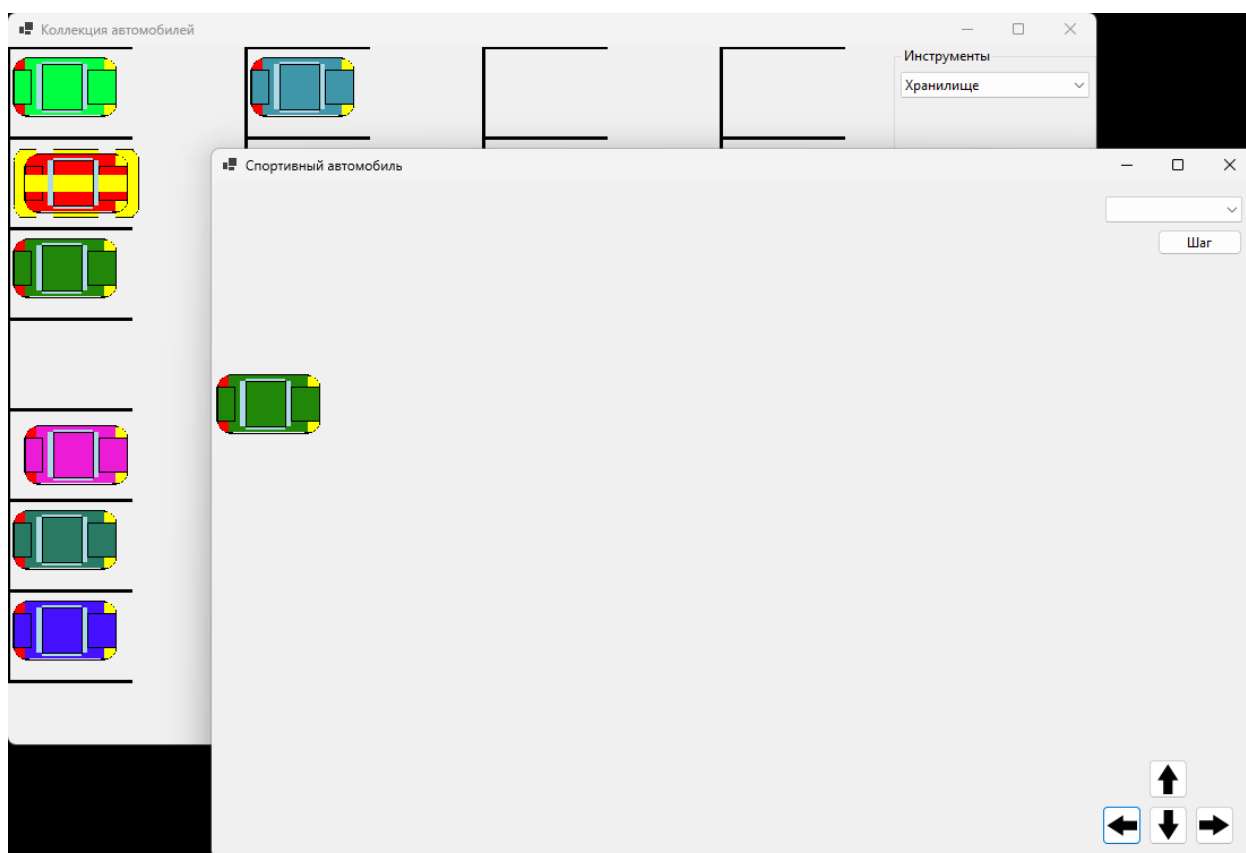 Коллекция автомобилей
Инструменты
Хранилище
Спортивный автомобиль
Шаг